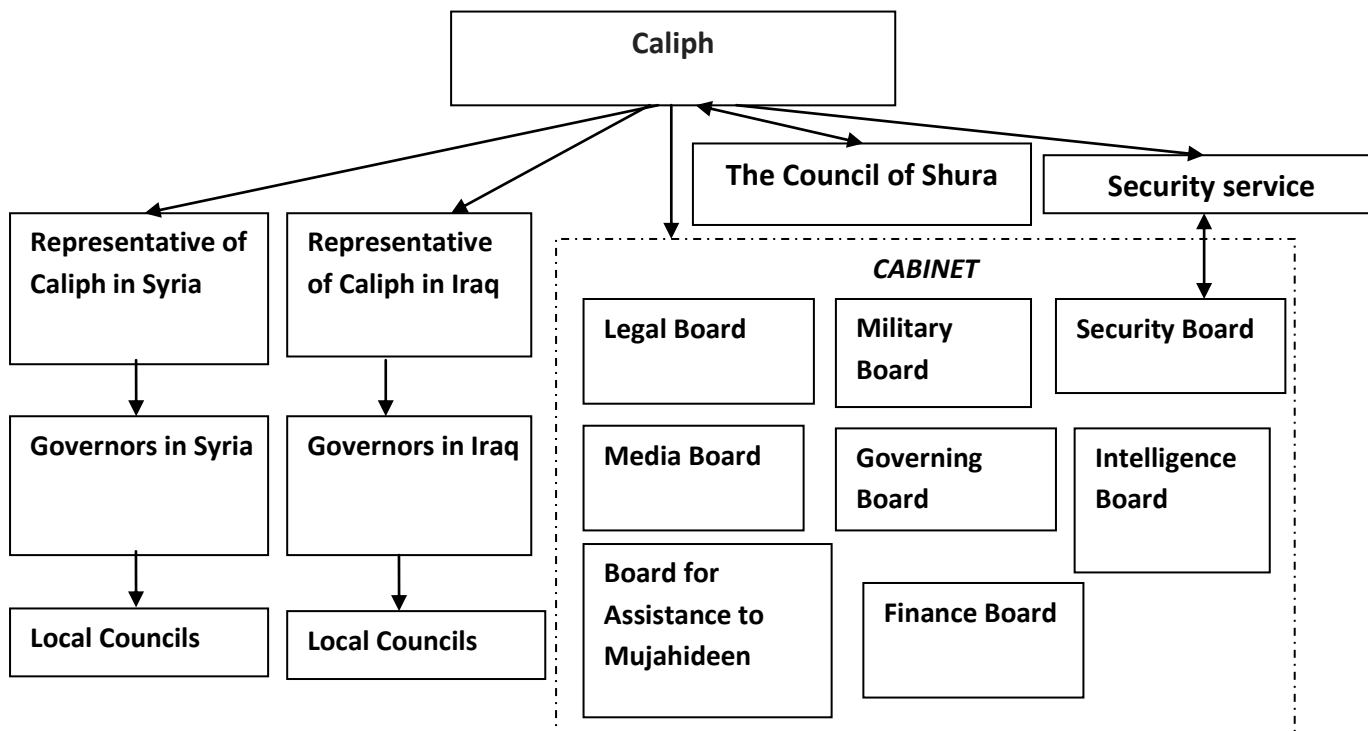 Caliph
The Council of Shura
Security service
Representative of
Caliph in Syria
Representative
of Caliph in Iraq
CABINET
Legal Board
Military
Board
Security Board
Governors in Syria
Governors in Iraq
Media Board
Governing
Board
Intelligence
Board
Board for
Assistance to
Mujahideen
Finance Board
Local Councils
Local Councils